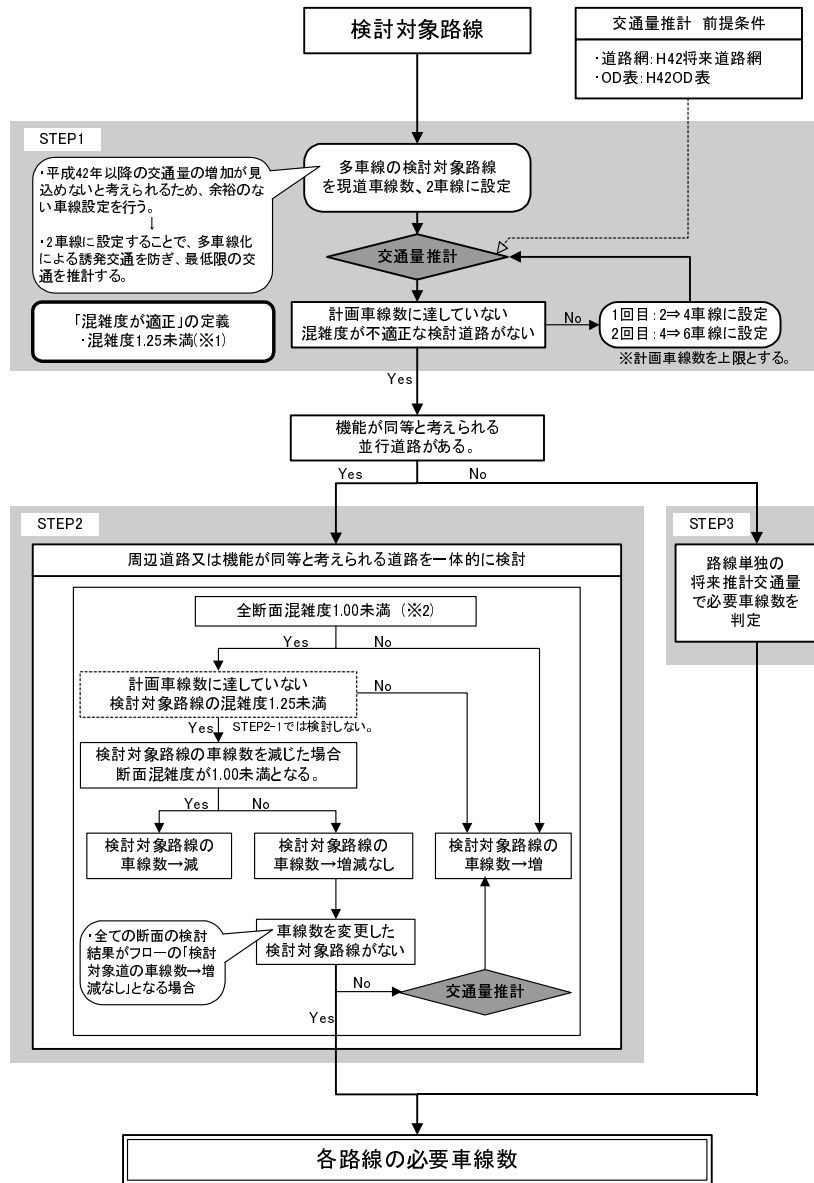 検討対象路線
交通量推計 前提条件
・道路網：H42将来道路網
・OD表：H42OD表
STEP1
・平成42年以降の交通量の増加が見
込めないと考えられるため、余裕のな
い車線設定を行う。
↓
・2車線に設定することで、多車線化
による誘発交通を防ぎ、最低限の交
通を推計する。
多車線の検討対象路線
を現道車線数、2車線に設定
交通量推計
「混雑度が適正」の定義
・混雑度1.25未満(※1)
計画車線数に達していない
混雑度が不適正な検討道路がない
No
1回目：2⇒4車線に設定
2回目：4⇒6車線に設定
※計画車線数を上限とする。
Yes
機能が同等と考えられる
並行道路がある。
Yes
No
STEP2
周辺道路又は機能が同等と考えられる道路を一体的に検討
全断面混雑度1.00未満 (※2)
Yes
No
計画車線数に達していない
検討対象路線の混雑度1.25未満
No
Yes
STEP2-1では検討しない。
検討対象路線の車線数を減じた場合
断面混雑度が1.00未満となる。
Yes
No
検討対象路線の
車線数→減
検討対象路線の
車線数→増減なし
検討対象路線の
車線数→増
・全ての断面の検討
結果がフローの「検討
対象道の車線数→増
減なし」となる場合
車線数を変更した
検討対象路線がない
No
交通量推計
Yes
STEP3
路線単独の
将来推計交通量
で必要車線数を
判定
各路線の必要車線数